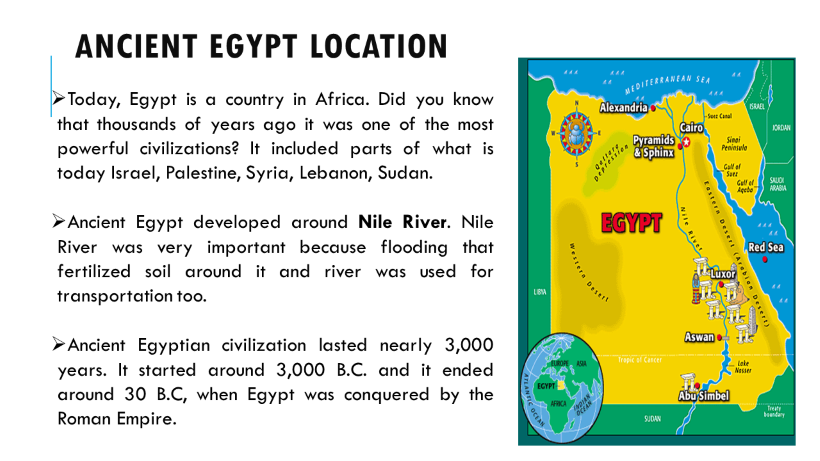 ANCIENT EGYPT LOCATION
➢Today, Egypt is a country in Africa. Did you know
that thousands of years ago it was one of the most
powerful civilizations? It included parts of what is
today Israel, Palestine, Syria, Lebanon, Sudan.
➢Ancient Egypt developed around Nile River. Nile
River was very important because flooding that
fertilized soil around it and river was used for
transportation too.
➢Ancient Egyptian civilization lasted nearly 3,000
years. It started around 3,000 B.C. and it ended
around 30 B.C, when Egypt was conquered by the
Roman Empire.
MEDITERRANEAN SEA
Alexandria
N
W
E
S
Suez Canal
ISRAEL
Cairo
JORDAN
Pyramids
& Sphinx
Sinai
Peninsula
Qattara
Depression
Gulf of
Suez
Gulf of
Aqaba
SAUDI
ARABIA
EGYPT
Nile River
Eastern Desert (Arabian Desert)
Red Sea
Western Desert
Luxor
LIBYA
Aswan
Tropic of Cancer
Lake
Nasser
Abu Simbel
Treaty
boundary
SUDAN
EUROPE
ASIA
EGYPT
AFRICA
ATLANTIC OCEAN
INDIAN
OCEAN